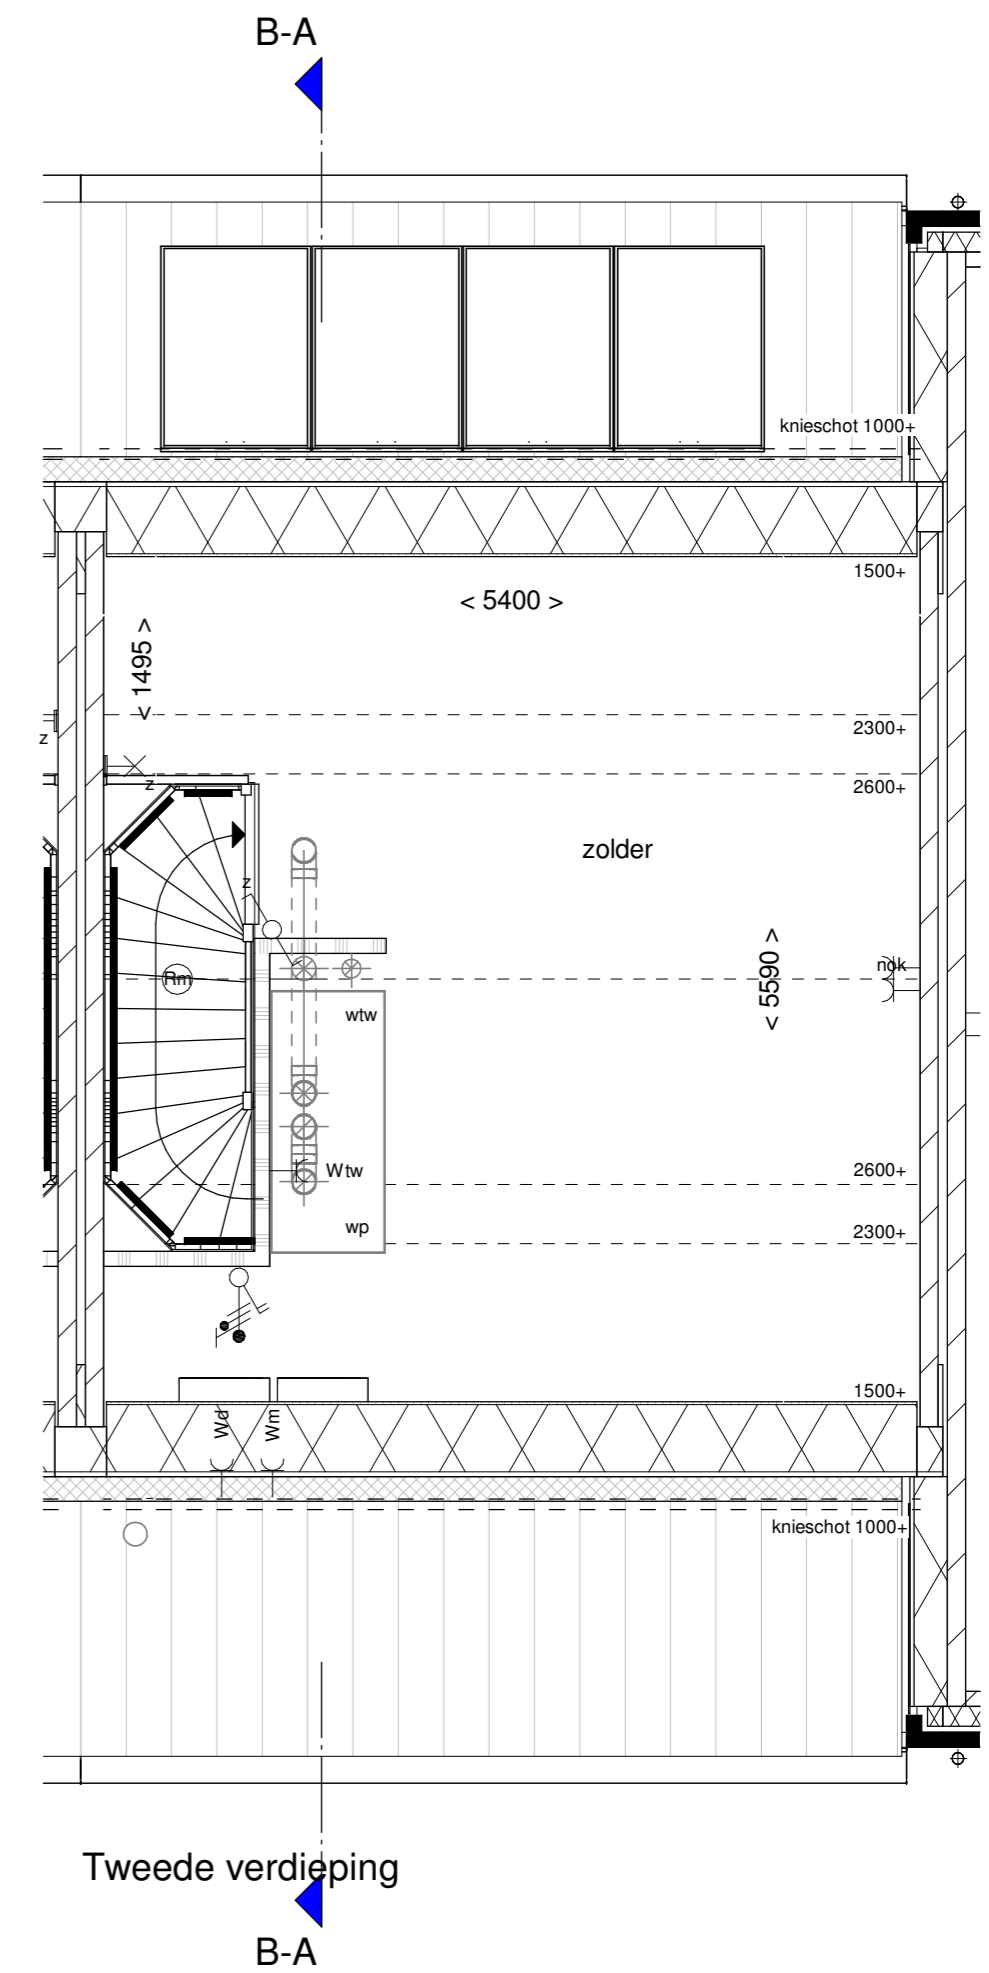 B-A
knieschot 1000+
1500+
< 5400 >
< 1495 >
2300+
z
z
2600+
zolder
z
< 5590 >
nok
Rm
wtw
Wtw
2600+
wp
2300+
1500+
Wd
Wm
knieschot 1000+
Tweede verdieping
B-A